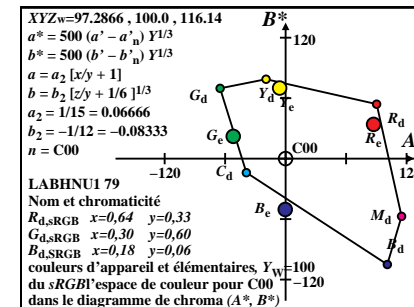 XYZw=97.2866, 100.0, 116.14
a* = 500 (a' - a'n) Y1/3
b* = 500 (b' - b'n) Y1/3
a = a2 [x/y + 1]
b = b2 [z/y + 1/6 ]1/3
a2 = 1/15 = 0.06666
b2 = -1/12 = -0.08333
n = C00
B*
120
Gd
Yd
Ye
Rd
Ge
Re
C00
A
-120
12
Cd
Be
Md
Bd
-120
LABHNU1 79
Nom et chromaticité
Rd,sRGB x=0,64 y=0,33
Gd,sRGB x=0,30 y=0,60
Bd,SRGB x=0,18 y=0,06
couleurs d'appareil et élémentaires, YW=100
du sRGBl'espace de couleur pour C00
dans le diagramme de chroma (A*, B*)